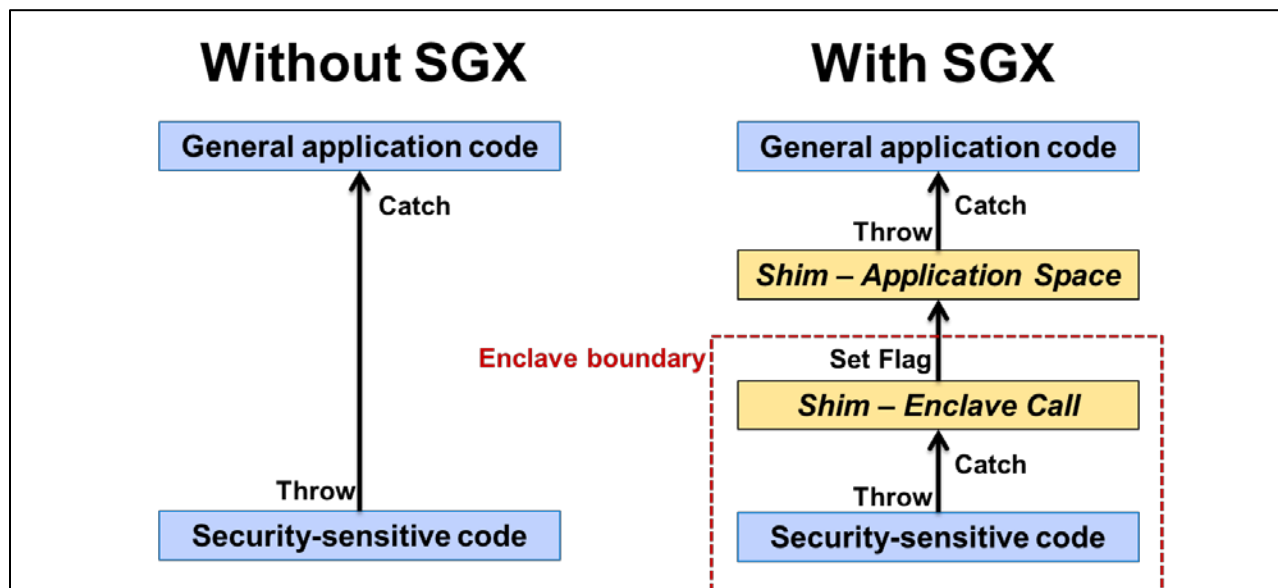 Without SGX
General application code
Catch
Throw
Security-sensitive code
With SGX
General application code
Catch
Throw
Shim – Application Space
Enclave boundary
Set Flag
Shim – Enclave Call
Catch
Throw
Security-sensitive code